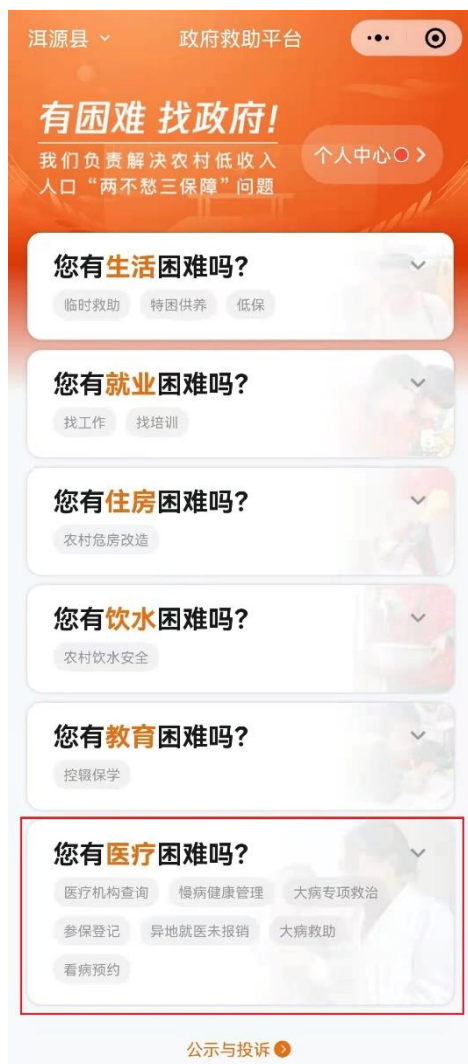 洱源县 政府救助平台
有困难 找政府!
我们负责解决农村低收入
人口“两不愁三保障”问题
个人中心
您有生活困难吗?
临时救助 特困供养 低保
您有就业困难吗?
找工作 找培训
您有住房困难吗?
农村危房改造
您有饮水困难吗?
农村饮水安全
您有教育困难吗?
控辍保学
您有医疗困难吗?
医疗机构查询 慢病健康管理 大病专项救治
参保登记 异地就医未报销 大病救助
看病预约
公示与投诉